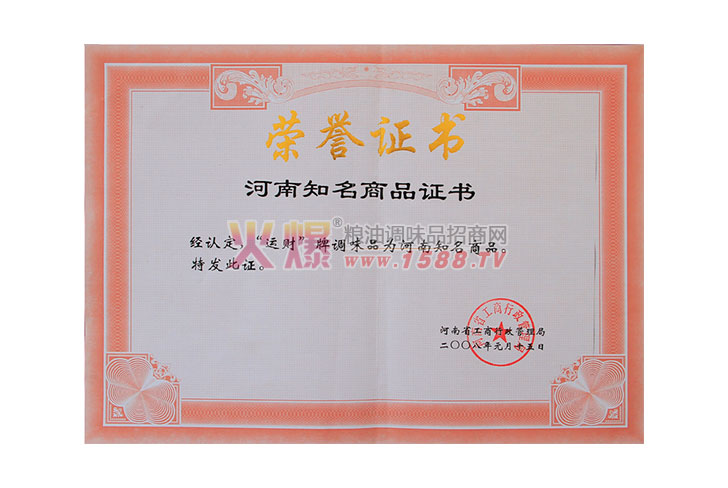 荣誉证书
河南知名商品证书
经认定，“运财”牌调味品为河南知名商品。
特发此证。
火爆 粮油调味品招商网
www.1588.TV
河南省工商行政管理局
二〇〇八年元月十五日